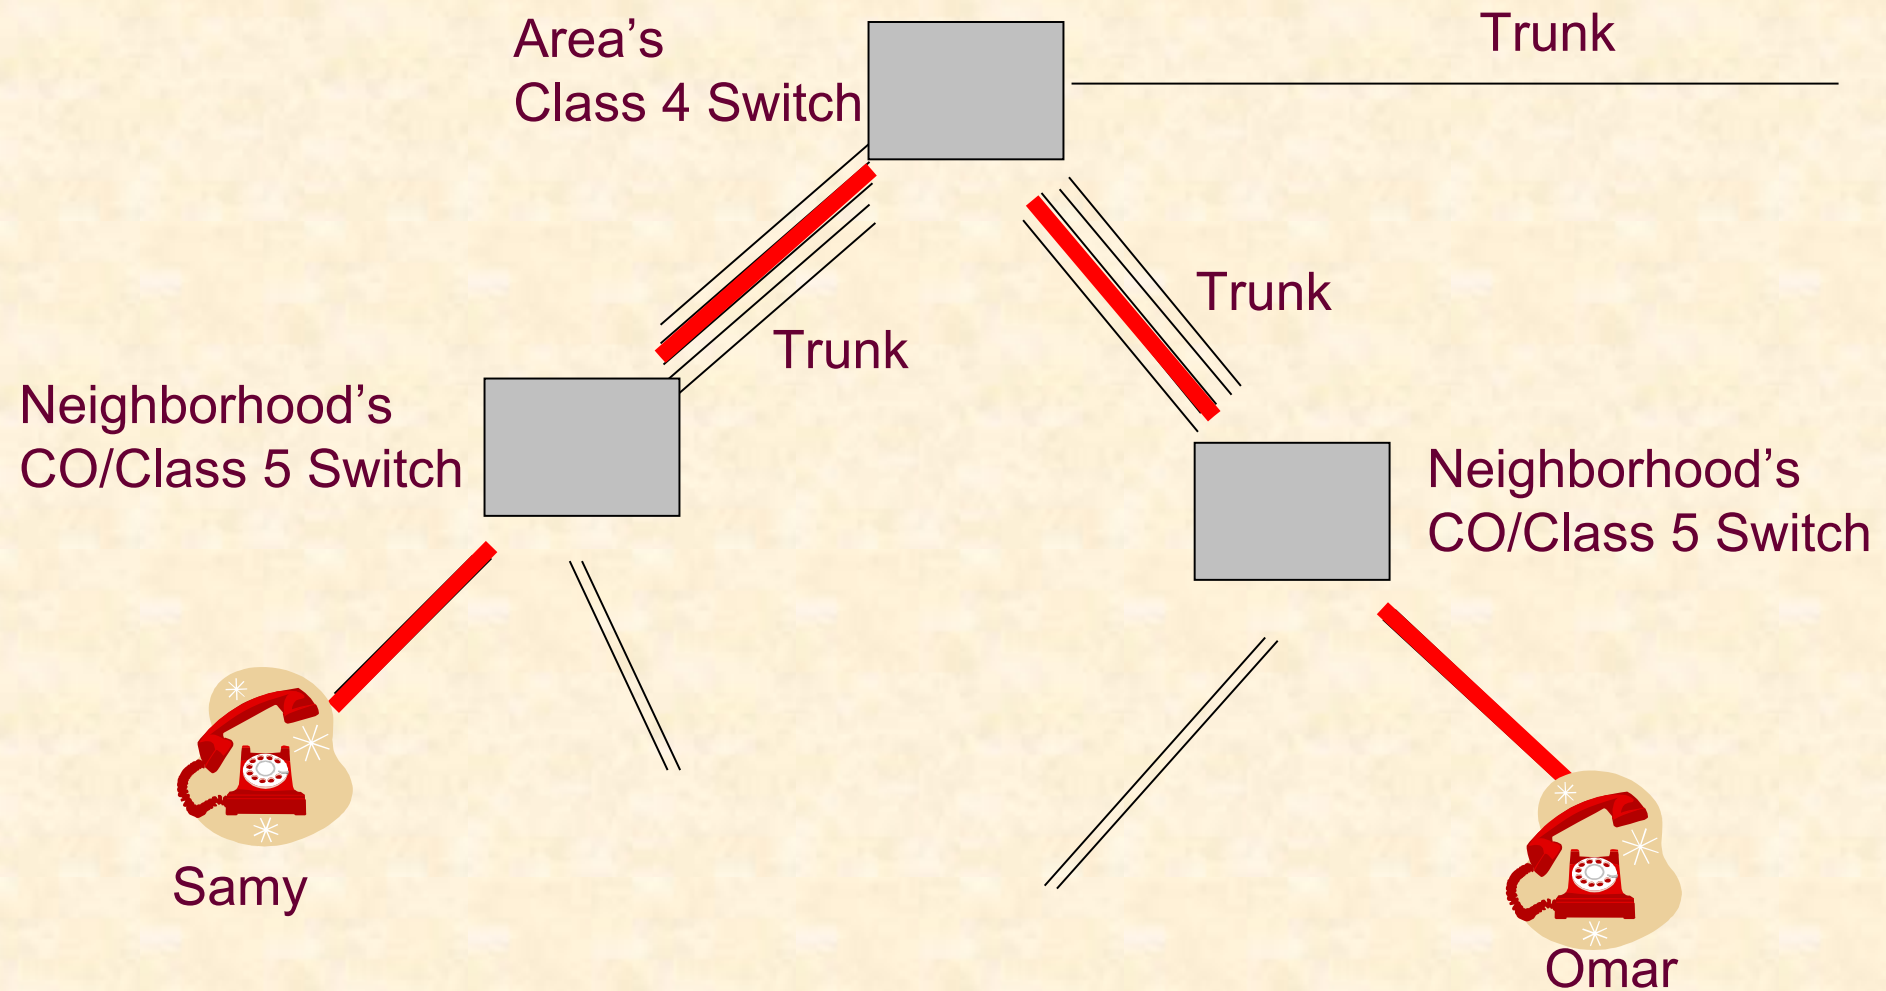 Area’s
Class 4 Switch
Trunk
Trunk
Trunk
Neighborhood’s
CO/Class 5 Switch
Neighborhood’s
CO/Class 5 Switch
Samy
Omar